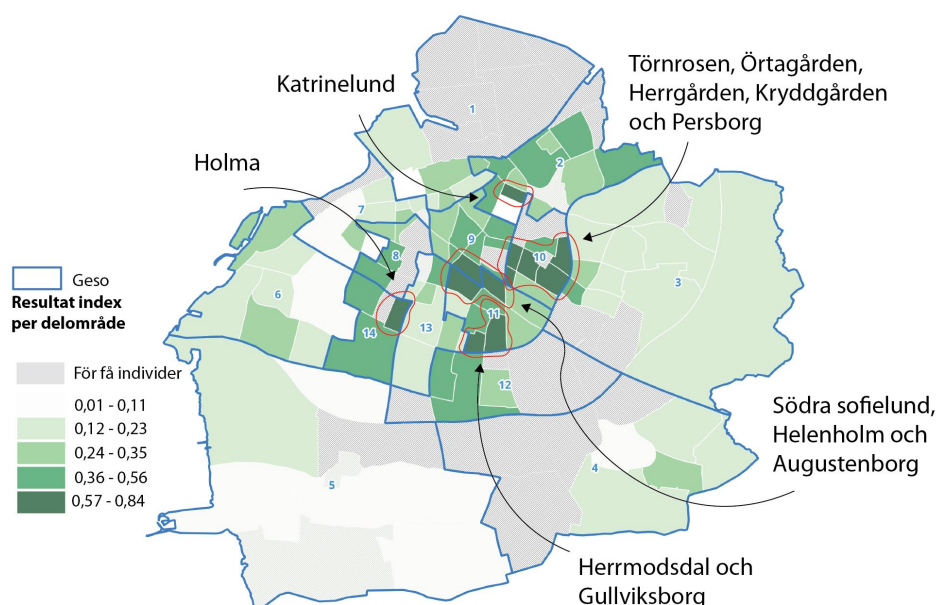 Katrinelund
Törnrosen, Örtagården,
Herrgården, Kryddgården
och Persborg
Holma
1
2
7
9
8
10
3
6
14
13
11
12
4
5
Geso
Resultat index
per delområde
För få individer
0,01 - 0,11
0,12 - 0,23
0,24 - 0,35
0,36 - 0,56
0,57 - 0,84
Södra sofielund,
Helenholm och
Augustenborg
Herrmodsdal och
Gullviksborg